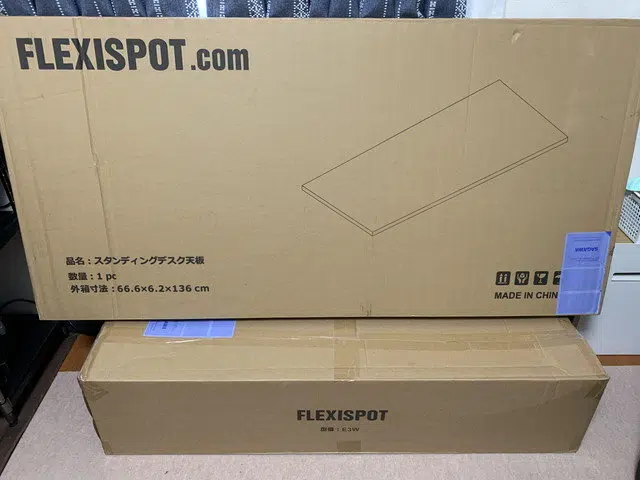 FLEXISPOT.com
品名：スタンディングデスク天板
数量：1 pc
外箱寸法：66.6×6.2×136 cm
MADE IN CHIN
FLEXISPOT
型番：E3W